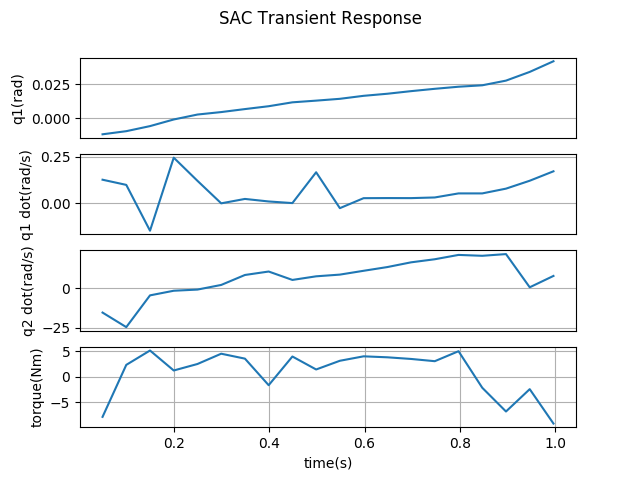 SAC Transient Response
q1(rad)
0.025
0.000
q1 dot(rad/s)
0.25
0.00
q2 dot(rad/s)
0
−25
torque(Nm)
5
0
−5
0.2 0.4 0.6 0.8 1.0
time(s)